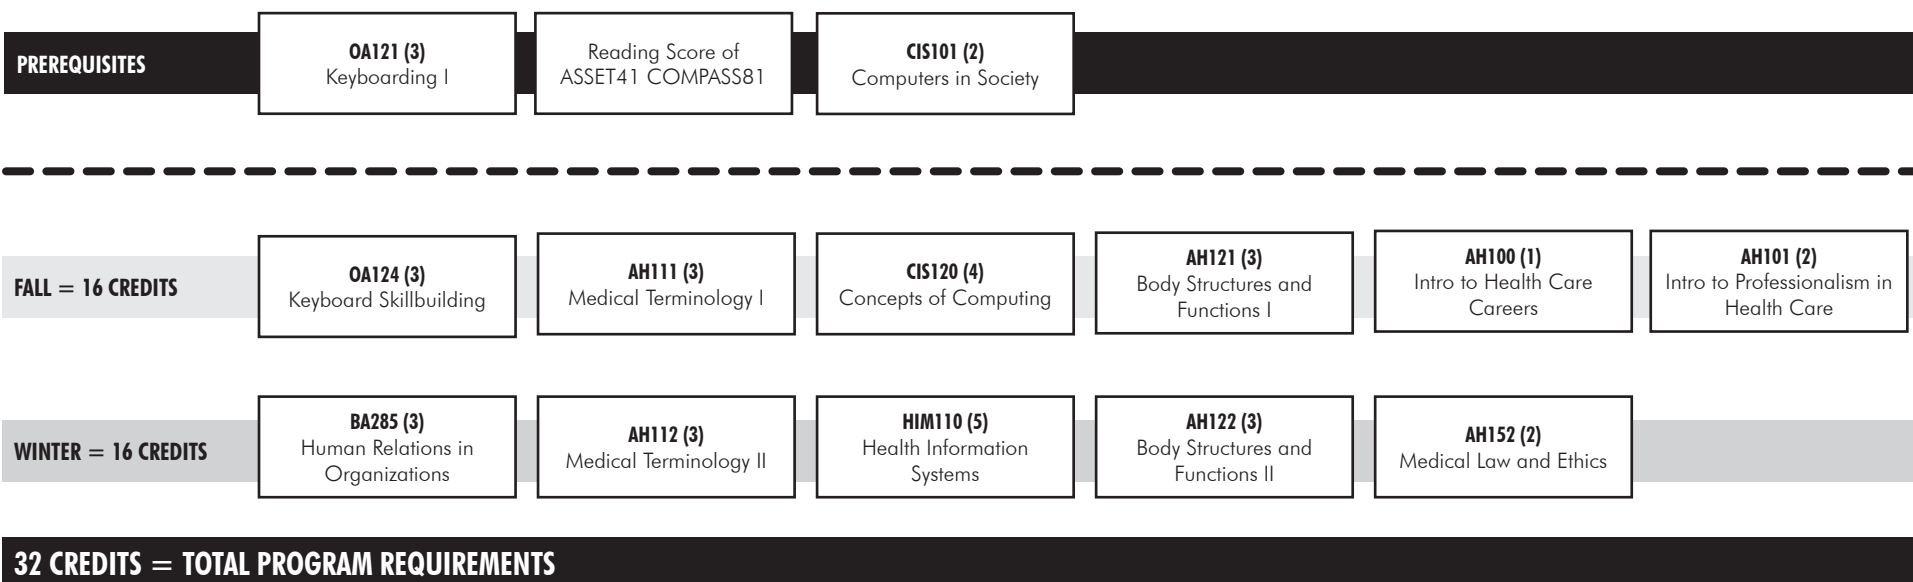 PREREQUISITES
OA121 (3)
Keyboarding I
Reading Score of
ASSET41 COMPASS81
CIS101 (2)
Computers in Society
FALL = 16 CREDITS
OA124 (3)
Keyboard Skillbuilding
AH111 (3)
Medical Terminology I
CIS120 (4)
Concepts of Computing
AH121 (3)
Body Structures and
Functions I
AH100 (1)
Intro to Health Care
Careers
AH101 (2)
Intro to Professionalism in
Health Care
WINTER = 16 CREDITS
BA285 (3)
Human Relations in
Organizations
AH112 (3)
Medical Terminology II
HIM110 (5)
Health Information
Systems
AH122 (3)
Body Structures and
Functions II
AH152 (2)
Medical Law and Ethics
32 CREDITS = TOTAL PROGRAM REQUIREMENTS